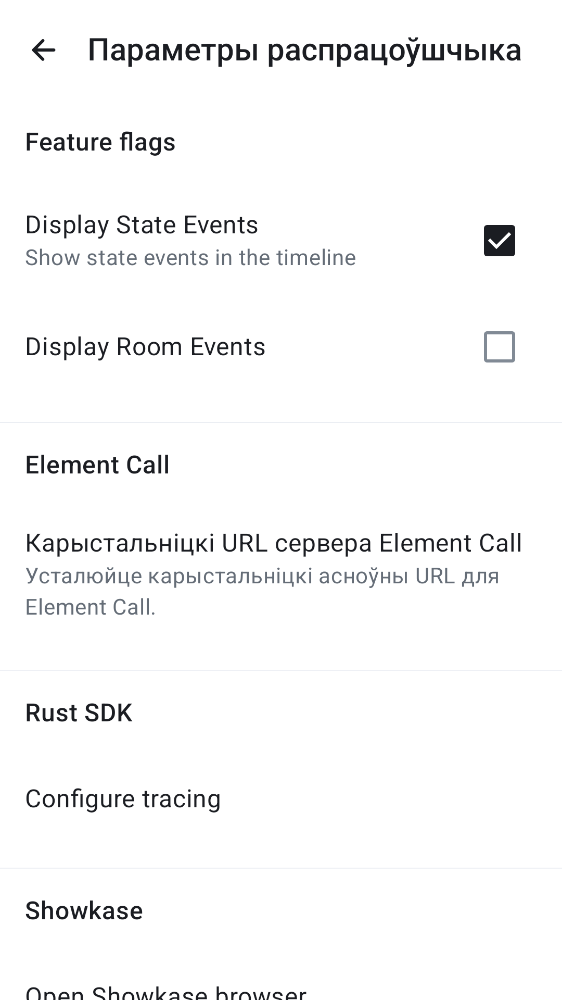 Параметры распрацоўшчыка
Feature flags
Display State Events
Show state events in the timeline
Display Room Events
Element Call
Карыстальніцкі URL сервера Element Call
Усталюйце карыстальніцкі асноўны URL для
Element Call.
Rust SDK
Configure tracing
Showkase
Open Showkase browser